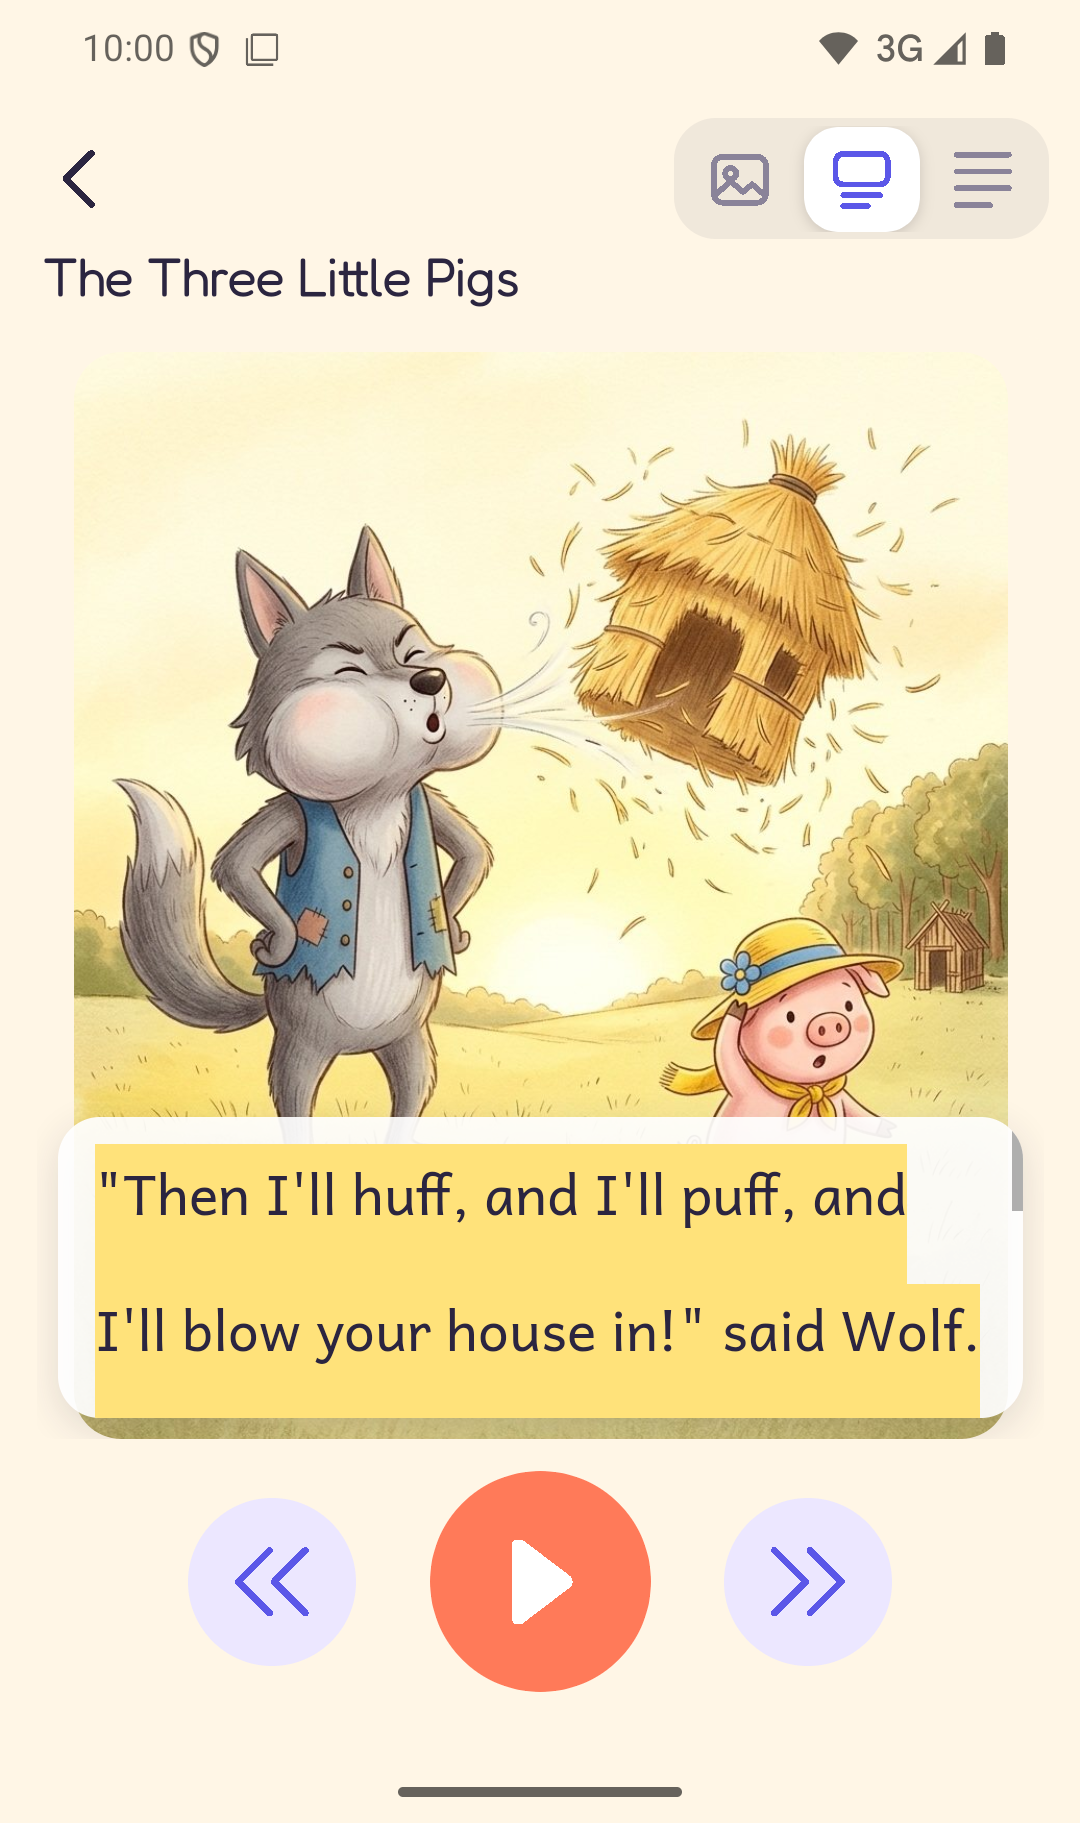 10:00
3G
The Three Little Pigs
"Then I'll huff, and I'll puff, and
I'll blow your house in!" said Wolf.